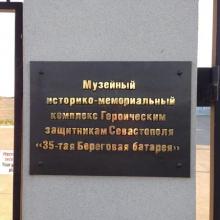 Музейный
историко-мемориальный
комплекс Героическим
защитникам Севастополя
«35-тая Береговая батарея»